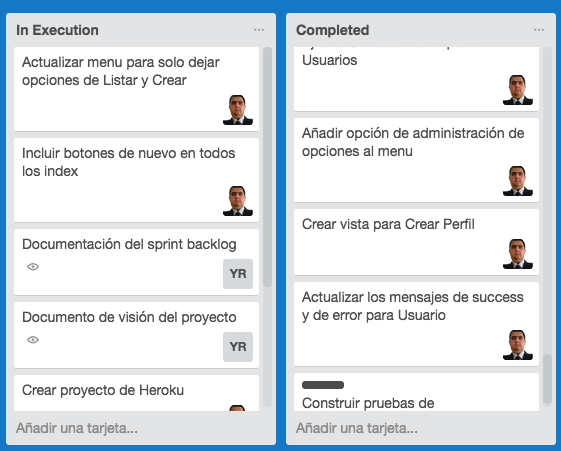 In Execution
Actualizar menu para solo dejar
opciones de Listar y Crear
Incluir botones de nuevo en todos
los index
Documentación del sprint backlog
YR
Documento de visión del proyecto
YR
Crear proyecto de Heroku
Añadir una tarjeta...
Completed
Usuarios
Añadir opción de administración de
opciones al menu
Crear vista para Crear Perfil
Actualizar los mensajes de success
y de error para Usuario
Construir pruebas de
Añadir una tarjeta...